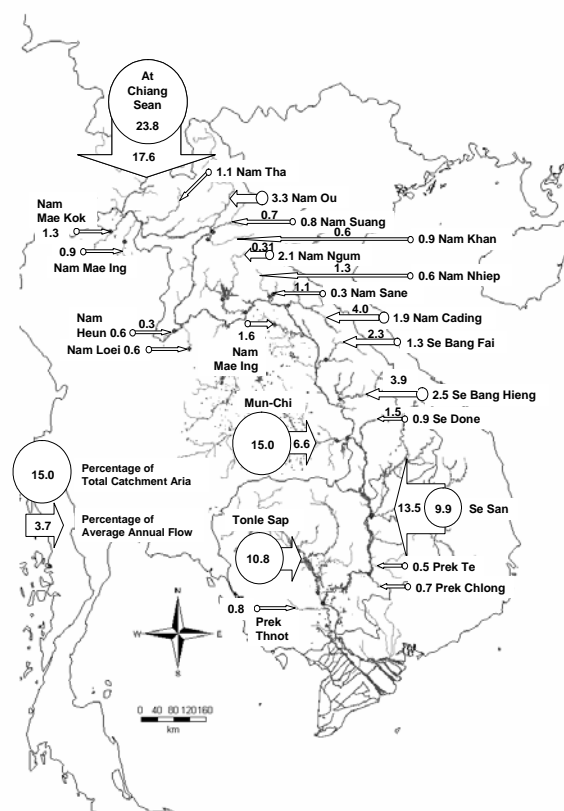 At
Chiang
Sean
23.8
17.6
1.1 Nam Tha
3.3 Nam Ou
Nam
Mae Kok
1.3
0.7
0.8 Nam Suang
0.6
0.9 Nam Khan
0.9
Nam Mae Ing
0.31
2.1 Nam Ngum
1.3
0.6 Nam Nhiep
1.1
0.3 Nam Sane
4.0
1.9 Nam Cading
Nam
Heun 0.6
0.3
1.6
Nam
Mae Ing
2.3
1.3 Se Bang Fai
Nam Loei 0.6
3.9
2.5 Se Bang Hieng
Mun-Chi
15.0
6.6
1.5
0.9 Se Done
15.0
Percentage of
Total Catchment Aria
3.7
Percentage of
Average Annual Flow
13.5
9.9
Se San
Tonle Sap
10.8
0.5 Prek Te
0.7 Prek Chlong
0.8
Prek
Thnot
N
W
E
S
0 40 80 120 160
km